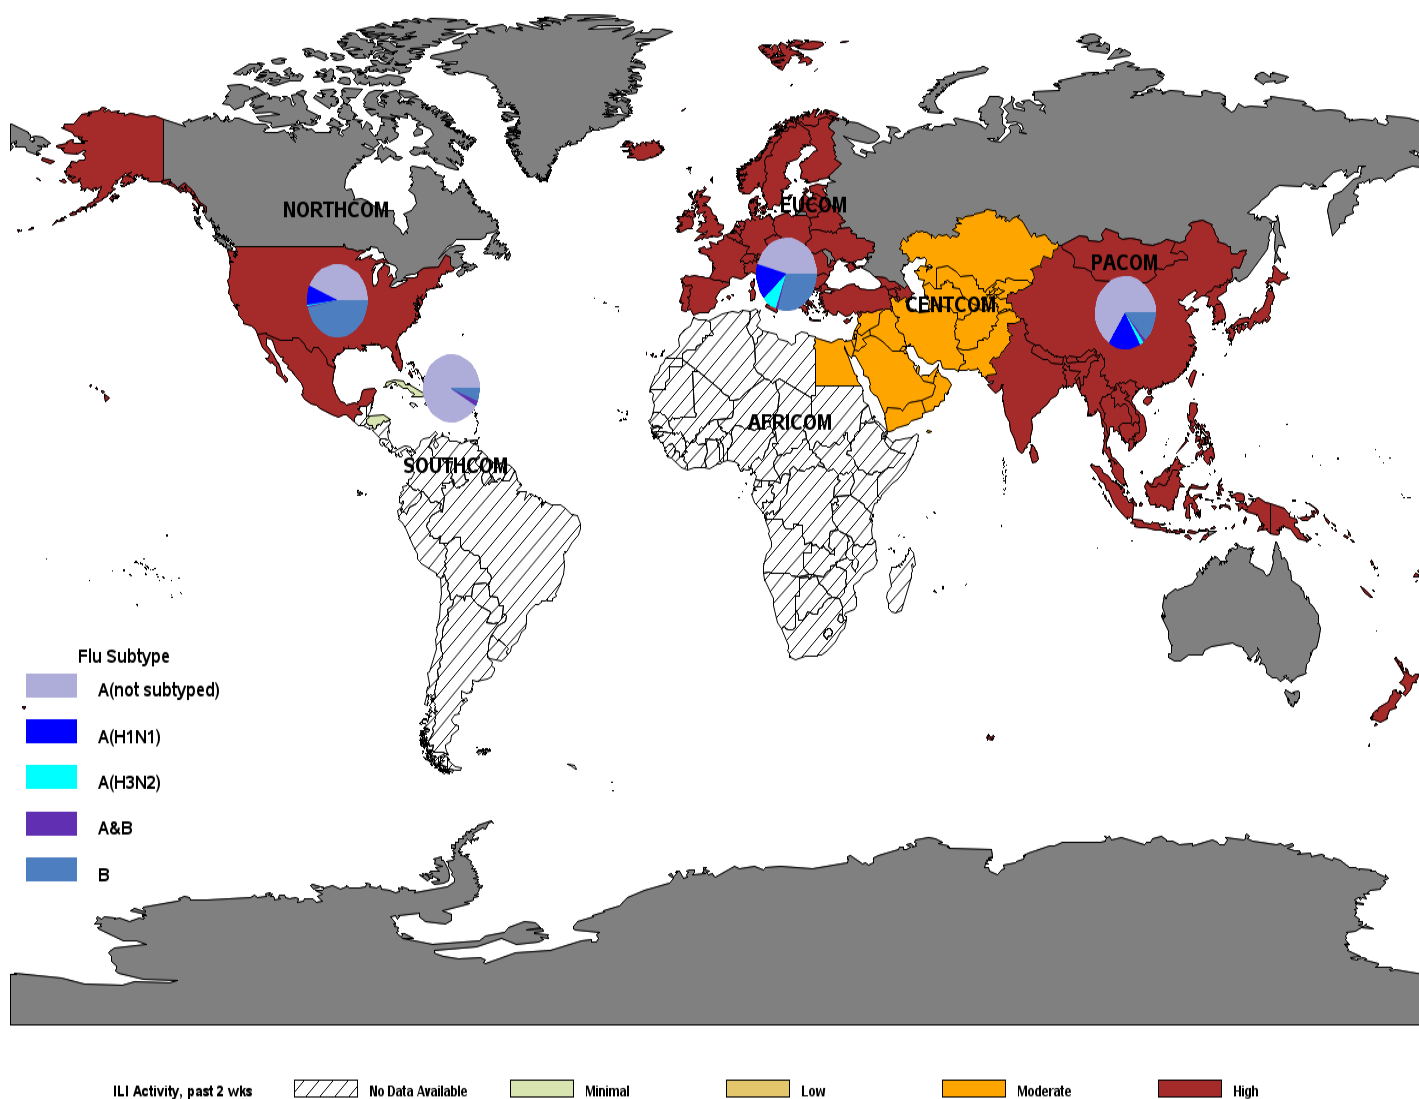 NORTHCOM
EUCOM
PACOM
CENTCOM
AFRICOM
SOUTHCOM
Flu Subtype
A(not subtyped)
A(H1N1)
A(H3N2)
A&B
B
ILI Activity, past 2 wks No Data Available Minimal Low Moderate High